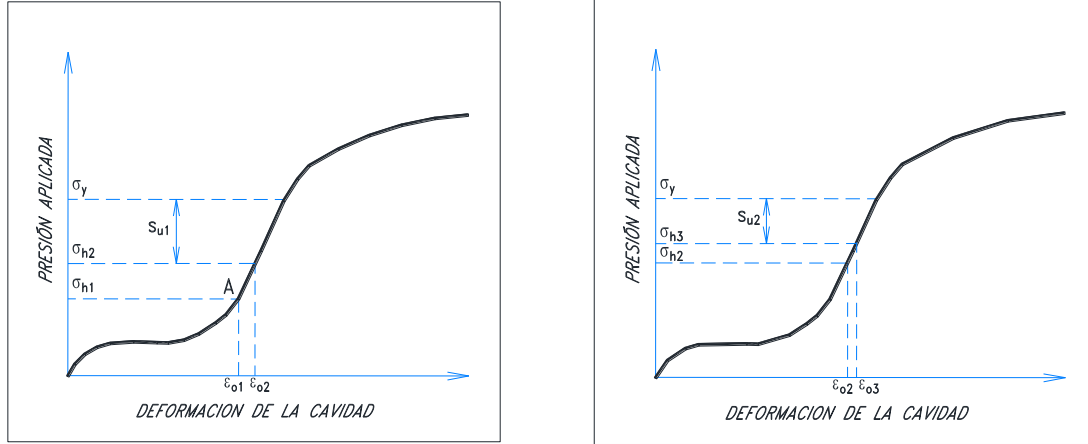 PRESIÓN APLICADA
σy
su1
σh2
σh1
A
εo1 εo2
DEFORMACION DE LA CAVIDAD
PRESIÓN APLICADA
σy
su2
σh3
σh2
εo2 εo3
DEFORMACION DE LA CAVIDAD